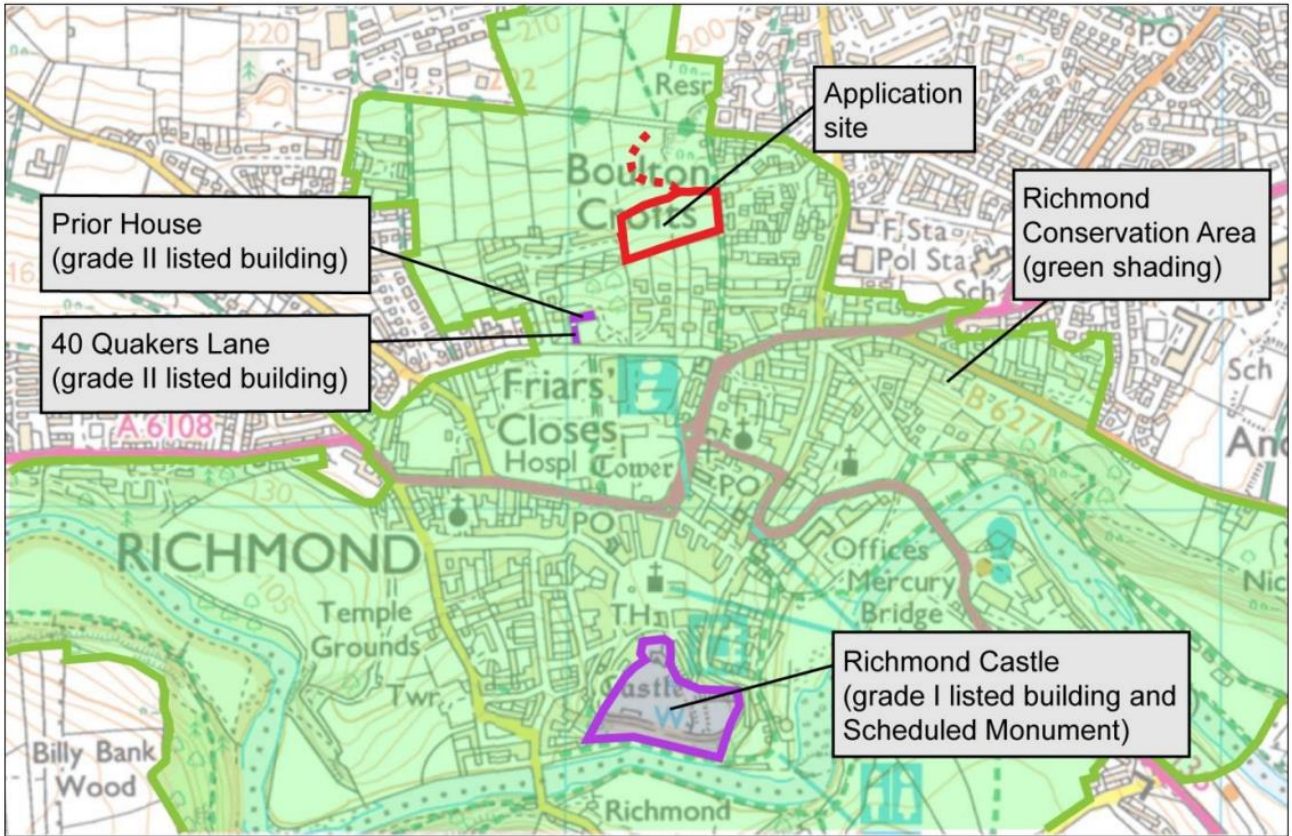 220
210
202
200
PO
Resr
Application
site
Boulton
Crofts
Prior House
(grade II listed building)
Richmond
Conservation Area
(green shading)
F Sta
Pol Sta
Sch
40 Quakers Lane
(grade II listed building)
Friars'
Closes
Hospl Tower
A 6108
B 6271
Sch
130
PO
PO
RICHMOND
105
Temple
Grounds
Offices
Mercury
Bridge
Nic
TH
Castle
W
Twr
Richmond Castle
(grade I listed building and
Scheduled Monument)
Billy Bank
Wood
Richmond